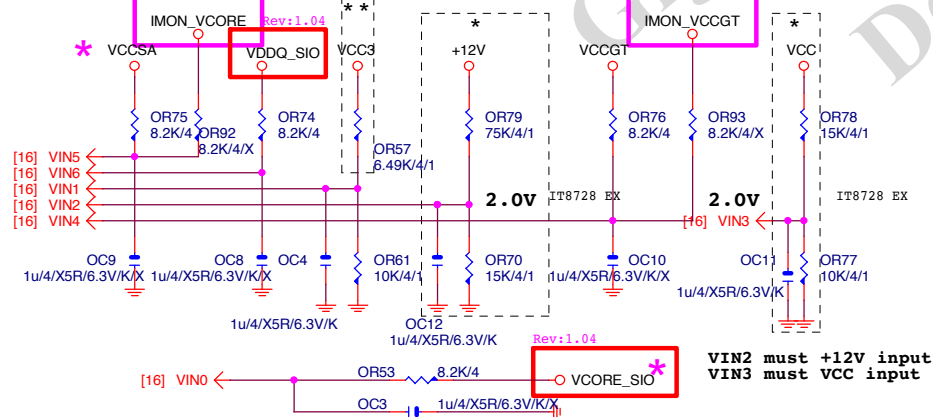 IMON_VCORE
Rev:1.04
**
*
IMON_VCCGT
*
*
VCCSA
VDDQ_SIO
VCC3
+12V
VCCGT
VCC
OR75
8.2K/4
OR92
8.2K/4/X
OR74
8.2K/4
OR57
6.49K/4/1
OR79
75K/4/1
OR76
8.2K/4
OR93
8.2K/4/X
OR78
15K/4/1
[16] VIN5
[16] VIN6
[16] VIN1
[16] VIN2
[16] VIN4
2.0V
IT8728 EX
2.0V
IT8728 EX
[16] VIN3
OC9
1u/4/X5R/6.3V/K/X
OC8
1u/4/X5R/6.3V/K/X
OC4
1u/4/X5R/6.3V/K
OR61
10K/4/1
OC12
1u/4/X5R/6.3V/K
OR70
15K/4/1
OC10
1u/4/X5R/6.3V/K/X
OC11
1u/4/X5R/6.3V/K
OR77
10K/4/1
Rev:1.04
[16] VIN0
OR53
8.2K/4
VCORE_SIO
*
OC3
1u/4/X5R/6.3V/K/X
VIN2 must +12V input
VIN3 must VCC input